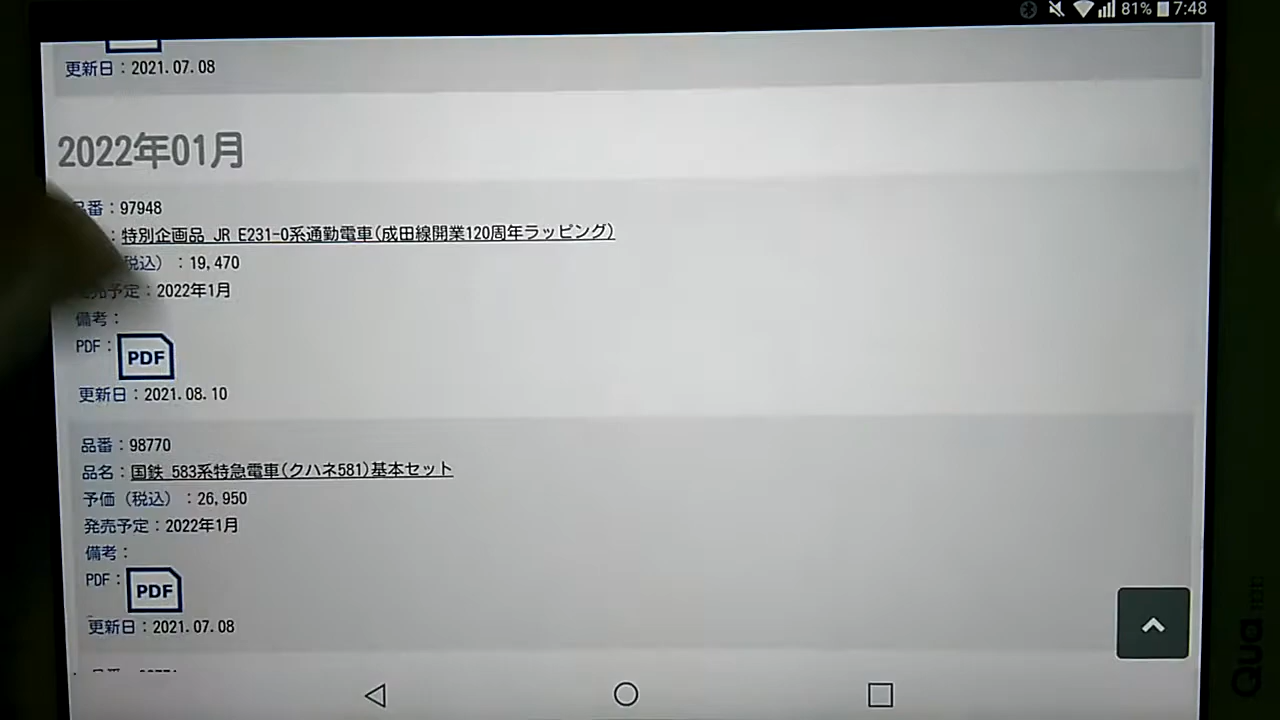 81% 7:48
更新日：2021.07.08
2022年01月
品番：97948
：特別企画品 JR E231-0系通勤電車(成田線開業120周年ラッピング)
税込）：19,470
発売予定：2022年1月
備考：
PDF：PDF
更新日：2021.08.10
品番：98770
品名：国鉄 583系特急電車(クハネ581)基本セット
予価（税込）：26,950
発売予定：2022年1月
備考：
PDF：PDF
更新日：2021.07.08
Qua tab